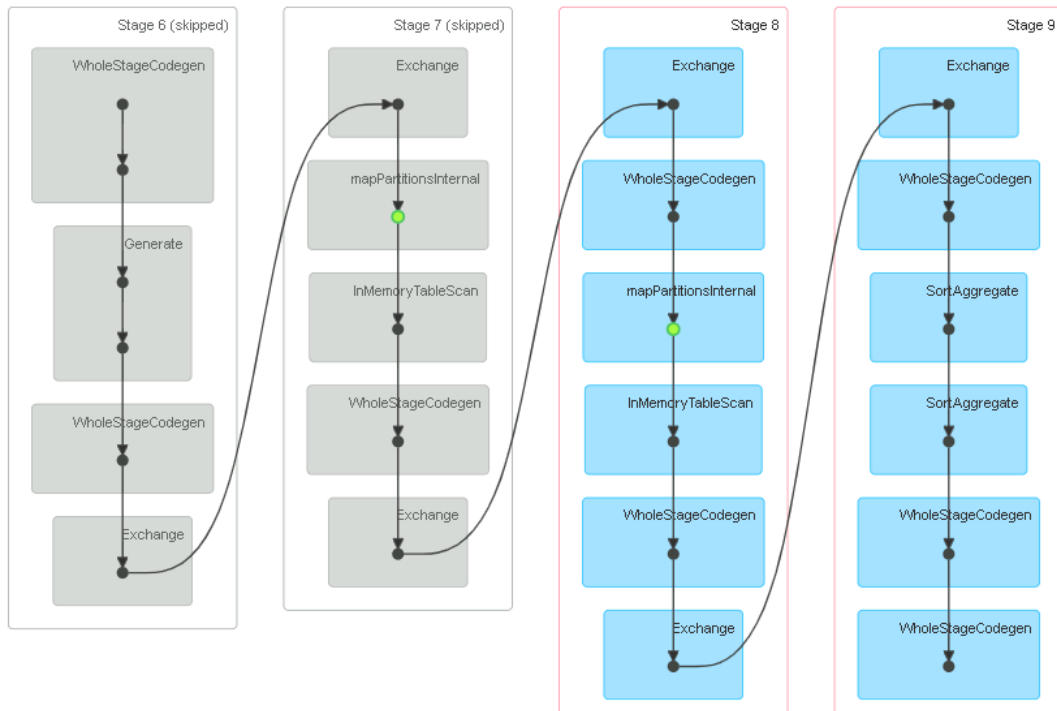 Stage 6 (skipped)
WholeStageCodegen
Generate
WholeStageCodegen
Exchange
Stage 7 (skipped)
Exchange
mapPartitionsInternal
InMemoryTableScan
WholeStageCodegen
Exchange
Stage 8
Exchange
WholeStageCodegen
mapPartitionsInternal
InMemoryTableScan
WholeStageCodegen
Exchange
Stage 9
Exchange
WholeStageCodegen
SortAggregate
SortAggregate
WholeStageCodegen
WholeStageCodegen